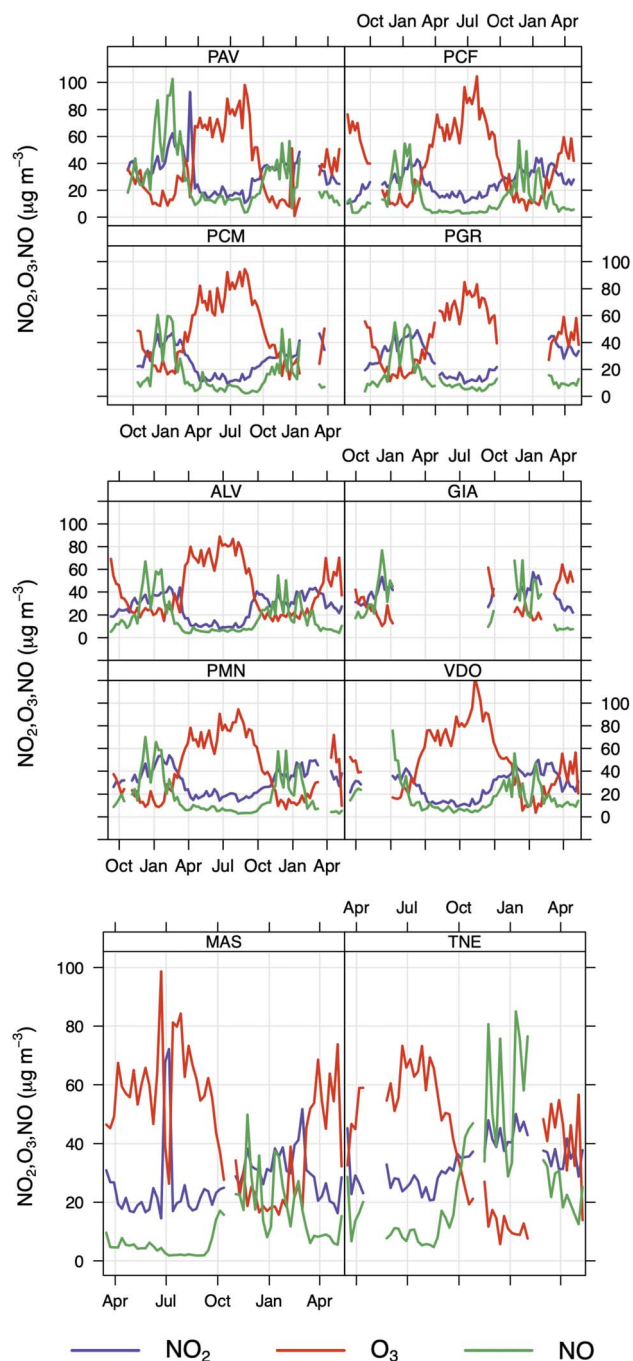 Oct Jan Apr Jul Oct Jan Apr
PAV PCF
100
80
60
40
20
0
PCM PGR
100
80
60
40
20
0
NO₂,O₃,NO (µg m⁻³)
Oct Jan Apr Jul Oct Jan Apr
Oct Jan Apr Jul Oct Jan Apr
ALV GIA
100
80
60
40
20
0
PMN VDO
100
80
60
40
20
0
NO₂,O₃,NO (µg m⁻³)
Oct Jan Apr Jul Oct Jan Apr
Apr Jul Oct Jan Apr
MAS TNE
100
80
60
40
20
0
NO₂,O₃,NO (µg m⁻³)
Apr Jul Oct Jan Apr
NO₂ O₃ NO